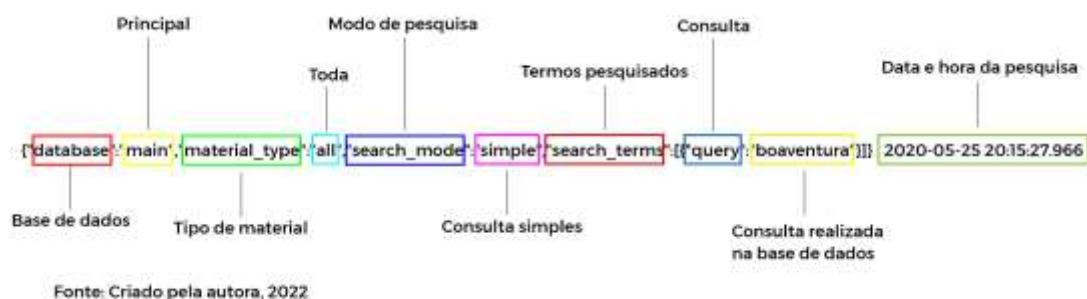 Principal
Modo de pesquisa
Consulta
Toda
Termos pesquisados
Data e hora da pesquisa
{"database":"main","material_type":"all","search_mode":"simple","search_terms":[{"query":"boaventura"}]} 2020-05-25 20:15:27.966
Base de dados
Tipo de material
Consulta simples
Consulta realizada
na base de dados
Fonte: Criado pela autora, 2022